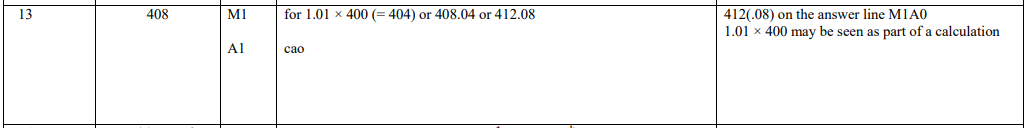 13 408 M1 for 1.01 × 400 (= 404) or 408.04 or 412.08 412(.08) on the answer line M1A0
1.01 × 400 may be seen as part of a calculation
A1 cao